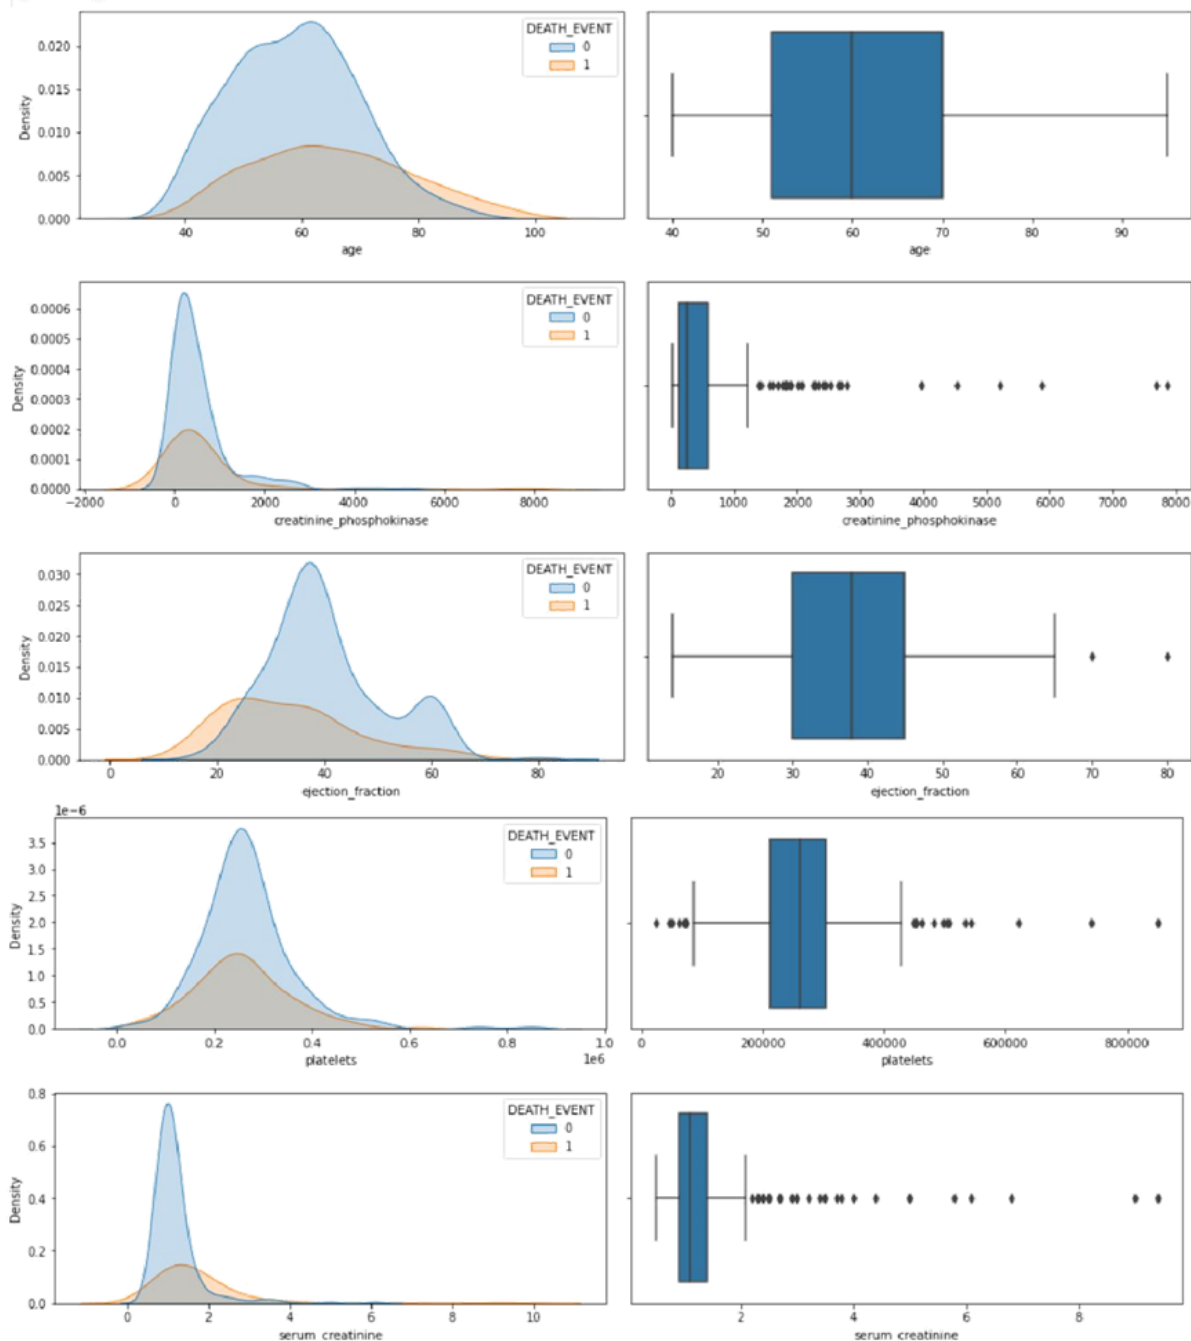 DEATH_EVENT
0
1
0.020
0.015
0.010
0.005
0.000
Density
40 60 80 100
age
40 50 60 70 80 90
age
DEATH_EVENT
0
1
0.0006
0.0005
0.0004
0.0003
0.0002
0.0001
0.0000
Density
−2000 0 2000 4000 6000 8000
creatinine_phosphokinase
0 1000 2000 3000 4000 5000 6000 7000 8000
creatinine_phosphokinase
DEATH_EVENT
0
1
0.030
0.025
0.020
0.015
0.010
0.005
0.000
Density
0 20 40 60 80
ejection_fraction
20 30 40 50 60 70 80
ejection_fraction
1e−6
DEATH_EVENT
0
1
3.5
3.0
2.5
2.0
1.5
1.0
0.5
0.0
Density
0.0 0.2 0.4 0.6 0.8 1.0
platelets
1e6
0 200000 400000 600000 800000
platelets
DEATH_EVENT
0
1
0.8
0.6
0.4
0.2
0.0
Density
0 2 4 6 8 10
serum_creatinine
2 4 6 8
serum_creatinine